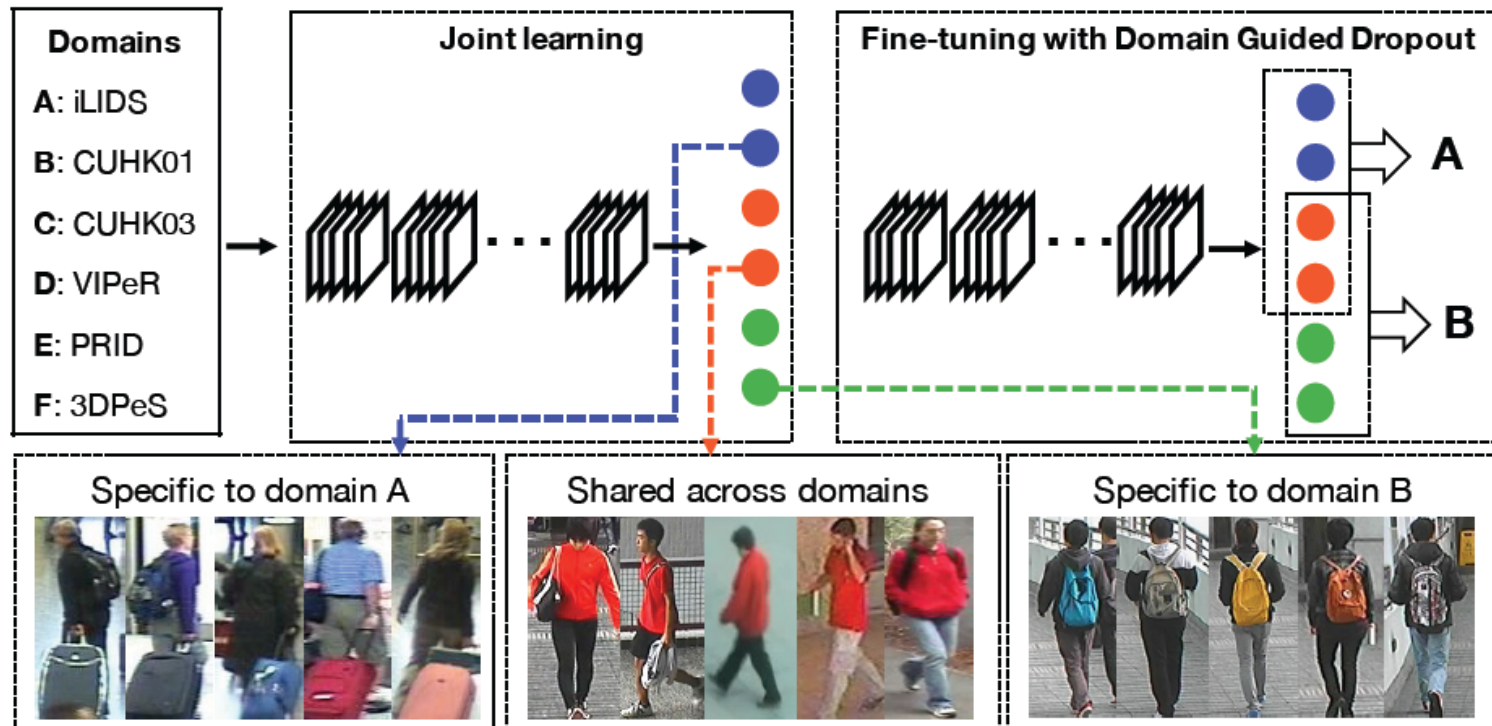 Domains
A: iLIDS
B: CUHK01
C: CUHK03
D: VIPeR
E: PRID
F: 3DPeS
Joint learning
Fine-tuning with Domain Guided Dropout
A
B
Specific to domain A
Shared across domains
Specific to domain B